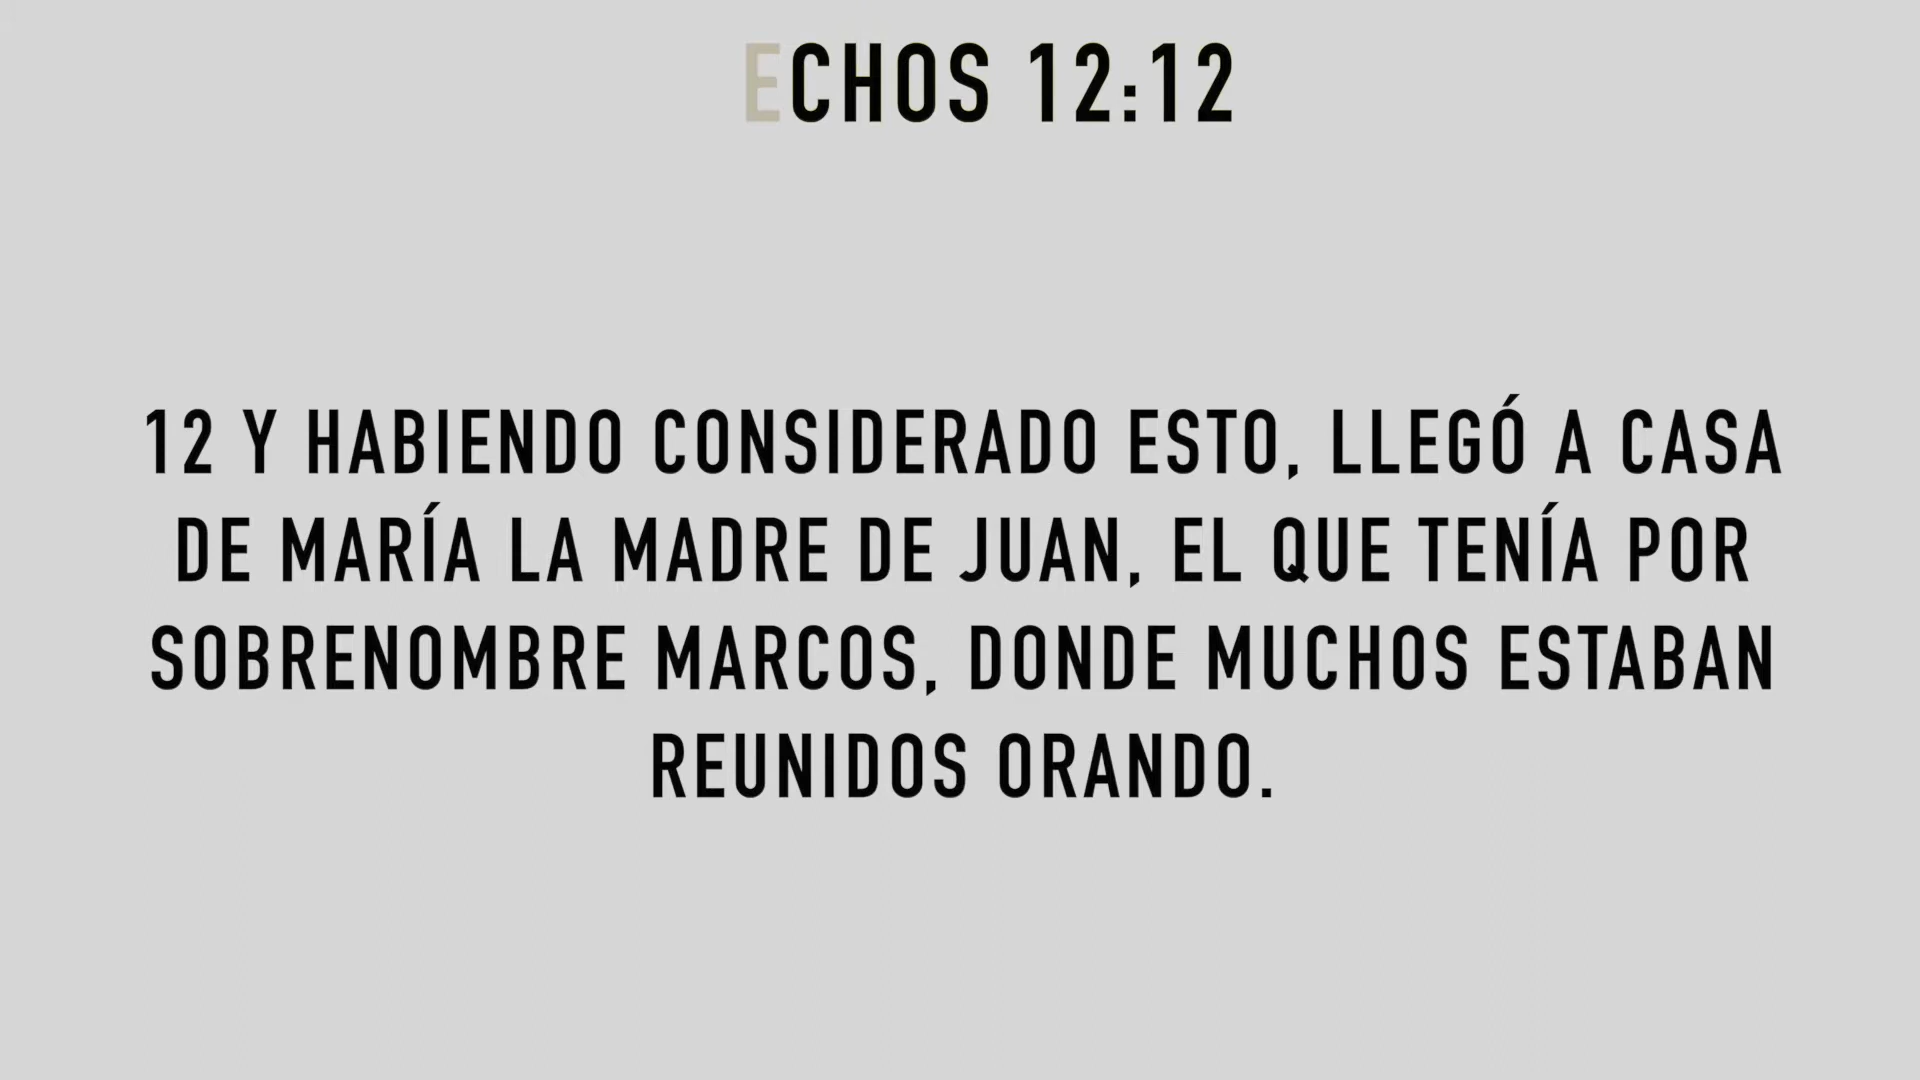 ECHOS 12:12
12 Y HABIENDO CONSIDERADO ESTO, LLEGÓ A CASA
DE MARÍA LA MADRE DE JUAN, EL QUE TENÍA POR
SOBRENOMBRE MARCOS, DONDE MUCHOS ESTABAN
REUNIDOS ORANDO.